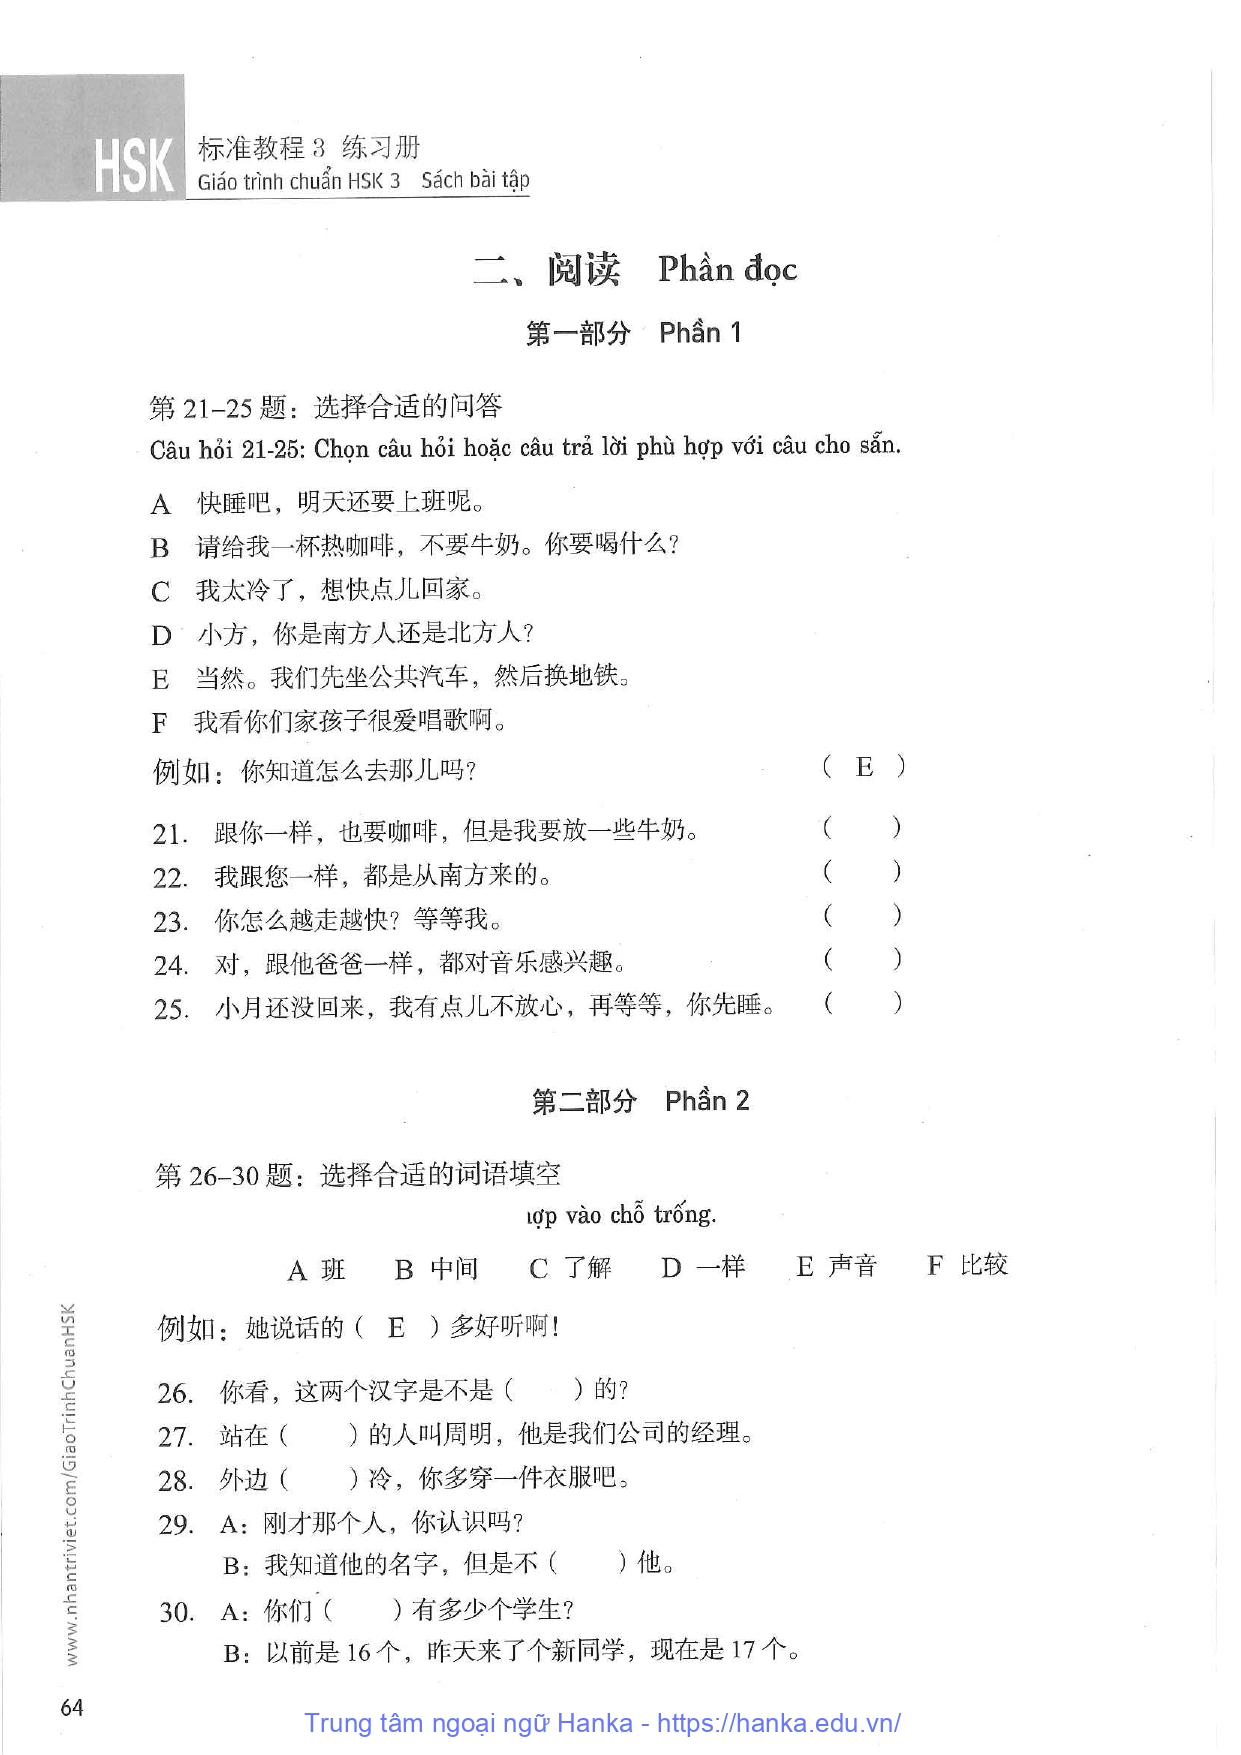 HSK
标准教程3 练习册
Giáo trình chuẩn HSK 3 Sách bài tập
二、阅读 Phần đọc
第一部分 Phần 1
第21–25题：选择合适的问答
Câu hỏi 21-25: Chọn câu hỏi hoặc câu trả lời phù hợp với câu cho sẵn.
A 快睡吧，明天还要上班呢。
B 请给我一杯热咖啡，不要牛奶。你要喝什么？
C 我太冷了，想快点儿回家。
D 小方，你是南方人还是北方人？
E 当然。我们先坐公共汽车，然后换地铁。
F 我看你们家孩子很爱唱歌啊。
例如：你知道怎么去那儿吗？ （ E ）
21. 跟你一样，也要咖啡，但是我要放一些牛奶。 （ ）
22. 我跟您一样，都是从南方来的。 （ ）
23. 你怎么越走越快？等等我。 （ ）
24. 对，跟他爸爸一样，都对音乐感兴趣。 （ ）
25. 小月还没回来，我有点儿不放心，再等等，你先睡。 （ ）
第二部分 Phần 2
第26–30题：选择合适的词语填空
ợp vào chỗ trống.
A 班 B 中间 C 了解 D 一样 E 声音 F 比较
例如：她说话的（ E ）多好听啊！
26. 你看，这两个汉字是不是（ ）的？
27. 站在（ ）的人叫周明，他是我们公司的经理。
28. 外边（ ）冷，你多穿一件衣服吧。
29. A：刚才那个人，你认识吗？
B：我知道他的名字，但是不（ ）他。
30. A：你们（ ）有多少个学生？
B：以前是16个，昨天来了个新同学，现在是17个。
www.nhantriviet.com/GiaoTrinhChuanHSK
64
Trung tâm ngoại ngữ Hanka - https://hanka.edu.vn/